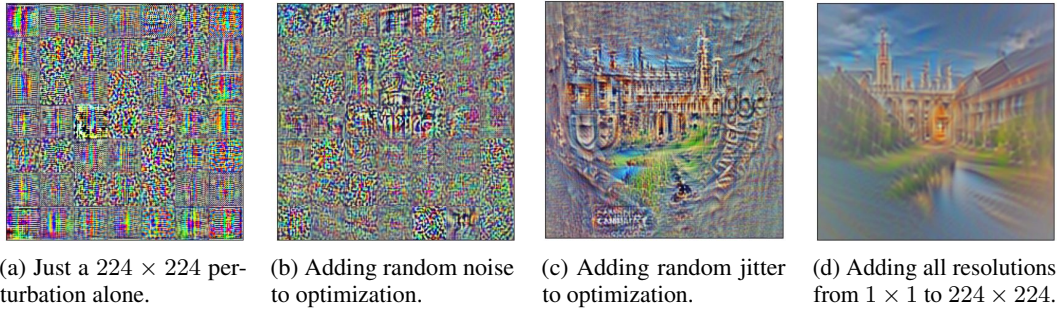 (a) Just a 224 × 224 per-
turbation alone.
(b) Adding random noise
to optimization.
(c) Adding random jitter
to optimization.
(d) Adding all resolutions
from 1 × 1 to 224 × 224.